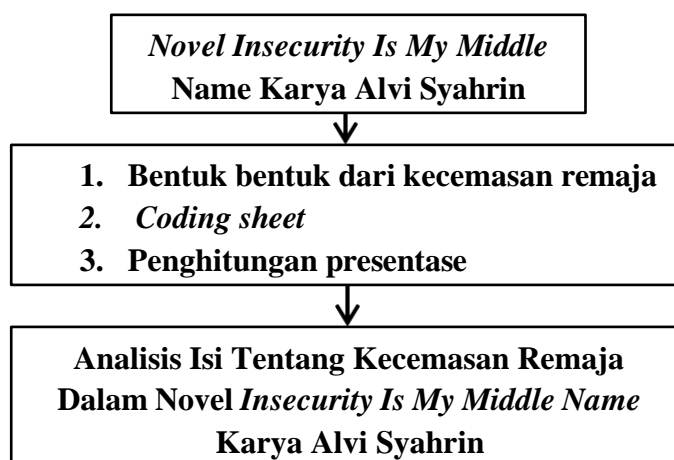 Novel Insecurity Is My Middle
Name Karya Alvi Syahrin
1. Bentuk bentuk dari kecemasan remaja
2. Coding sheet
3. Penghitungan presentase
Analisis Isi Tentang Kecemasan Remaja
Dalam Novel Insecurity Is My Middle Name
Karya Alvi Syahrin